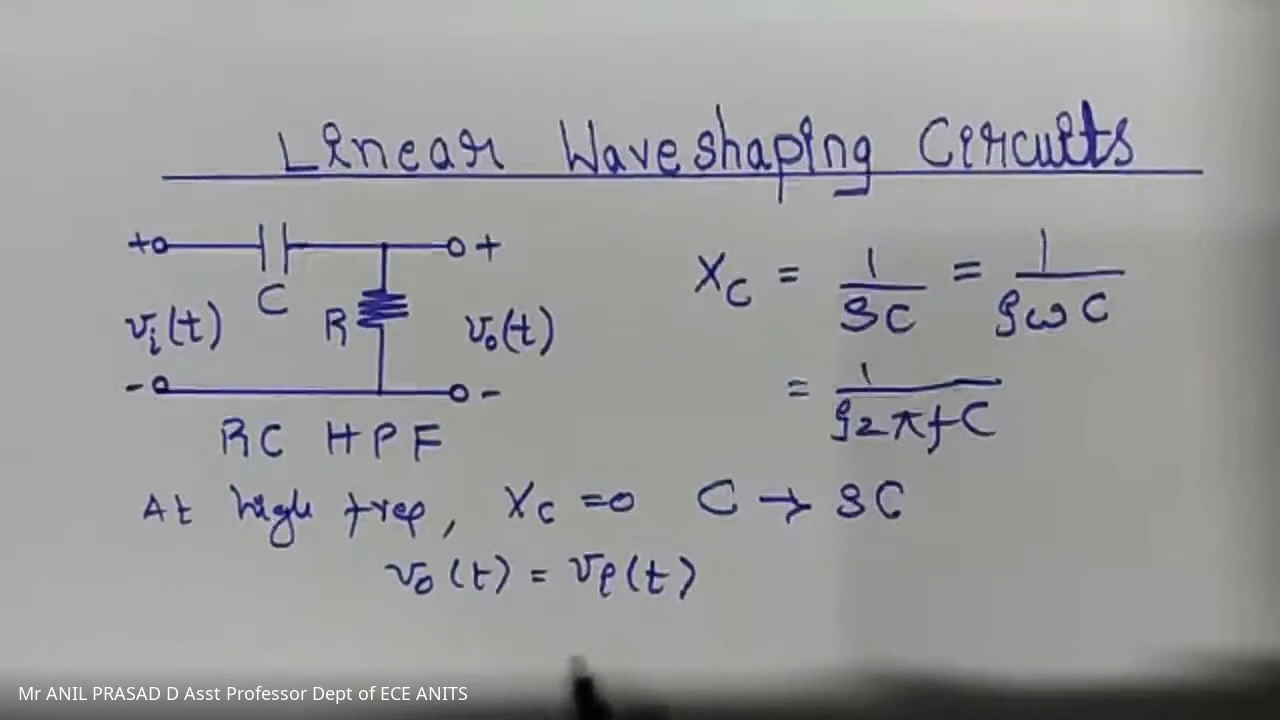 Linear Waveshaping Circuits
+ +
C
vi(t) R vo(t)
- -
RC HPF
Xc = 1/SC = 1/jωC
= 1/j2πfC
At high freq, Xc =0 C → SC
vo(t) = vi(t)
Mr ANIL PRASAD D Asst Professor Dept of ECE ANITS